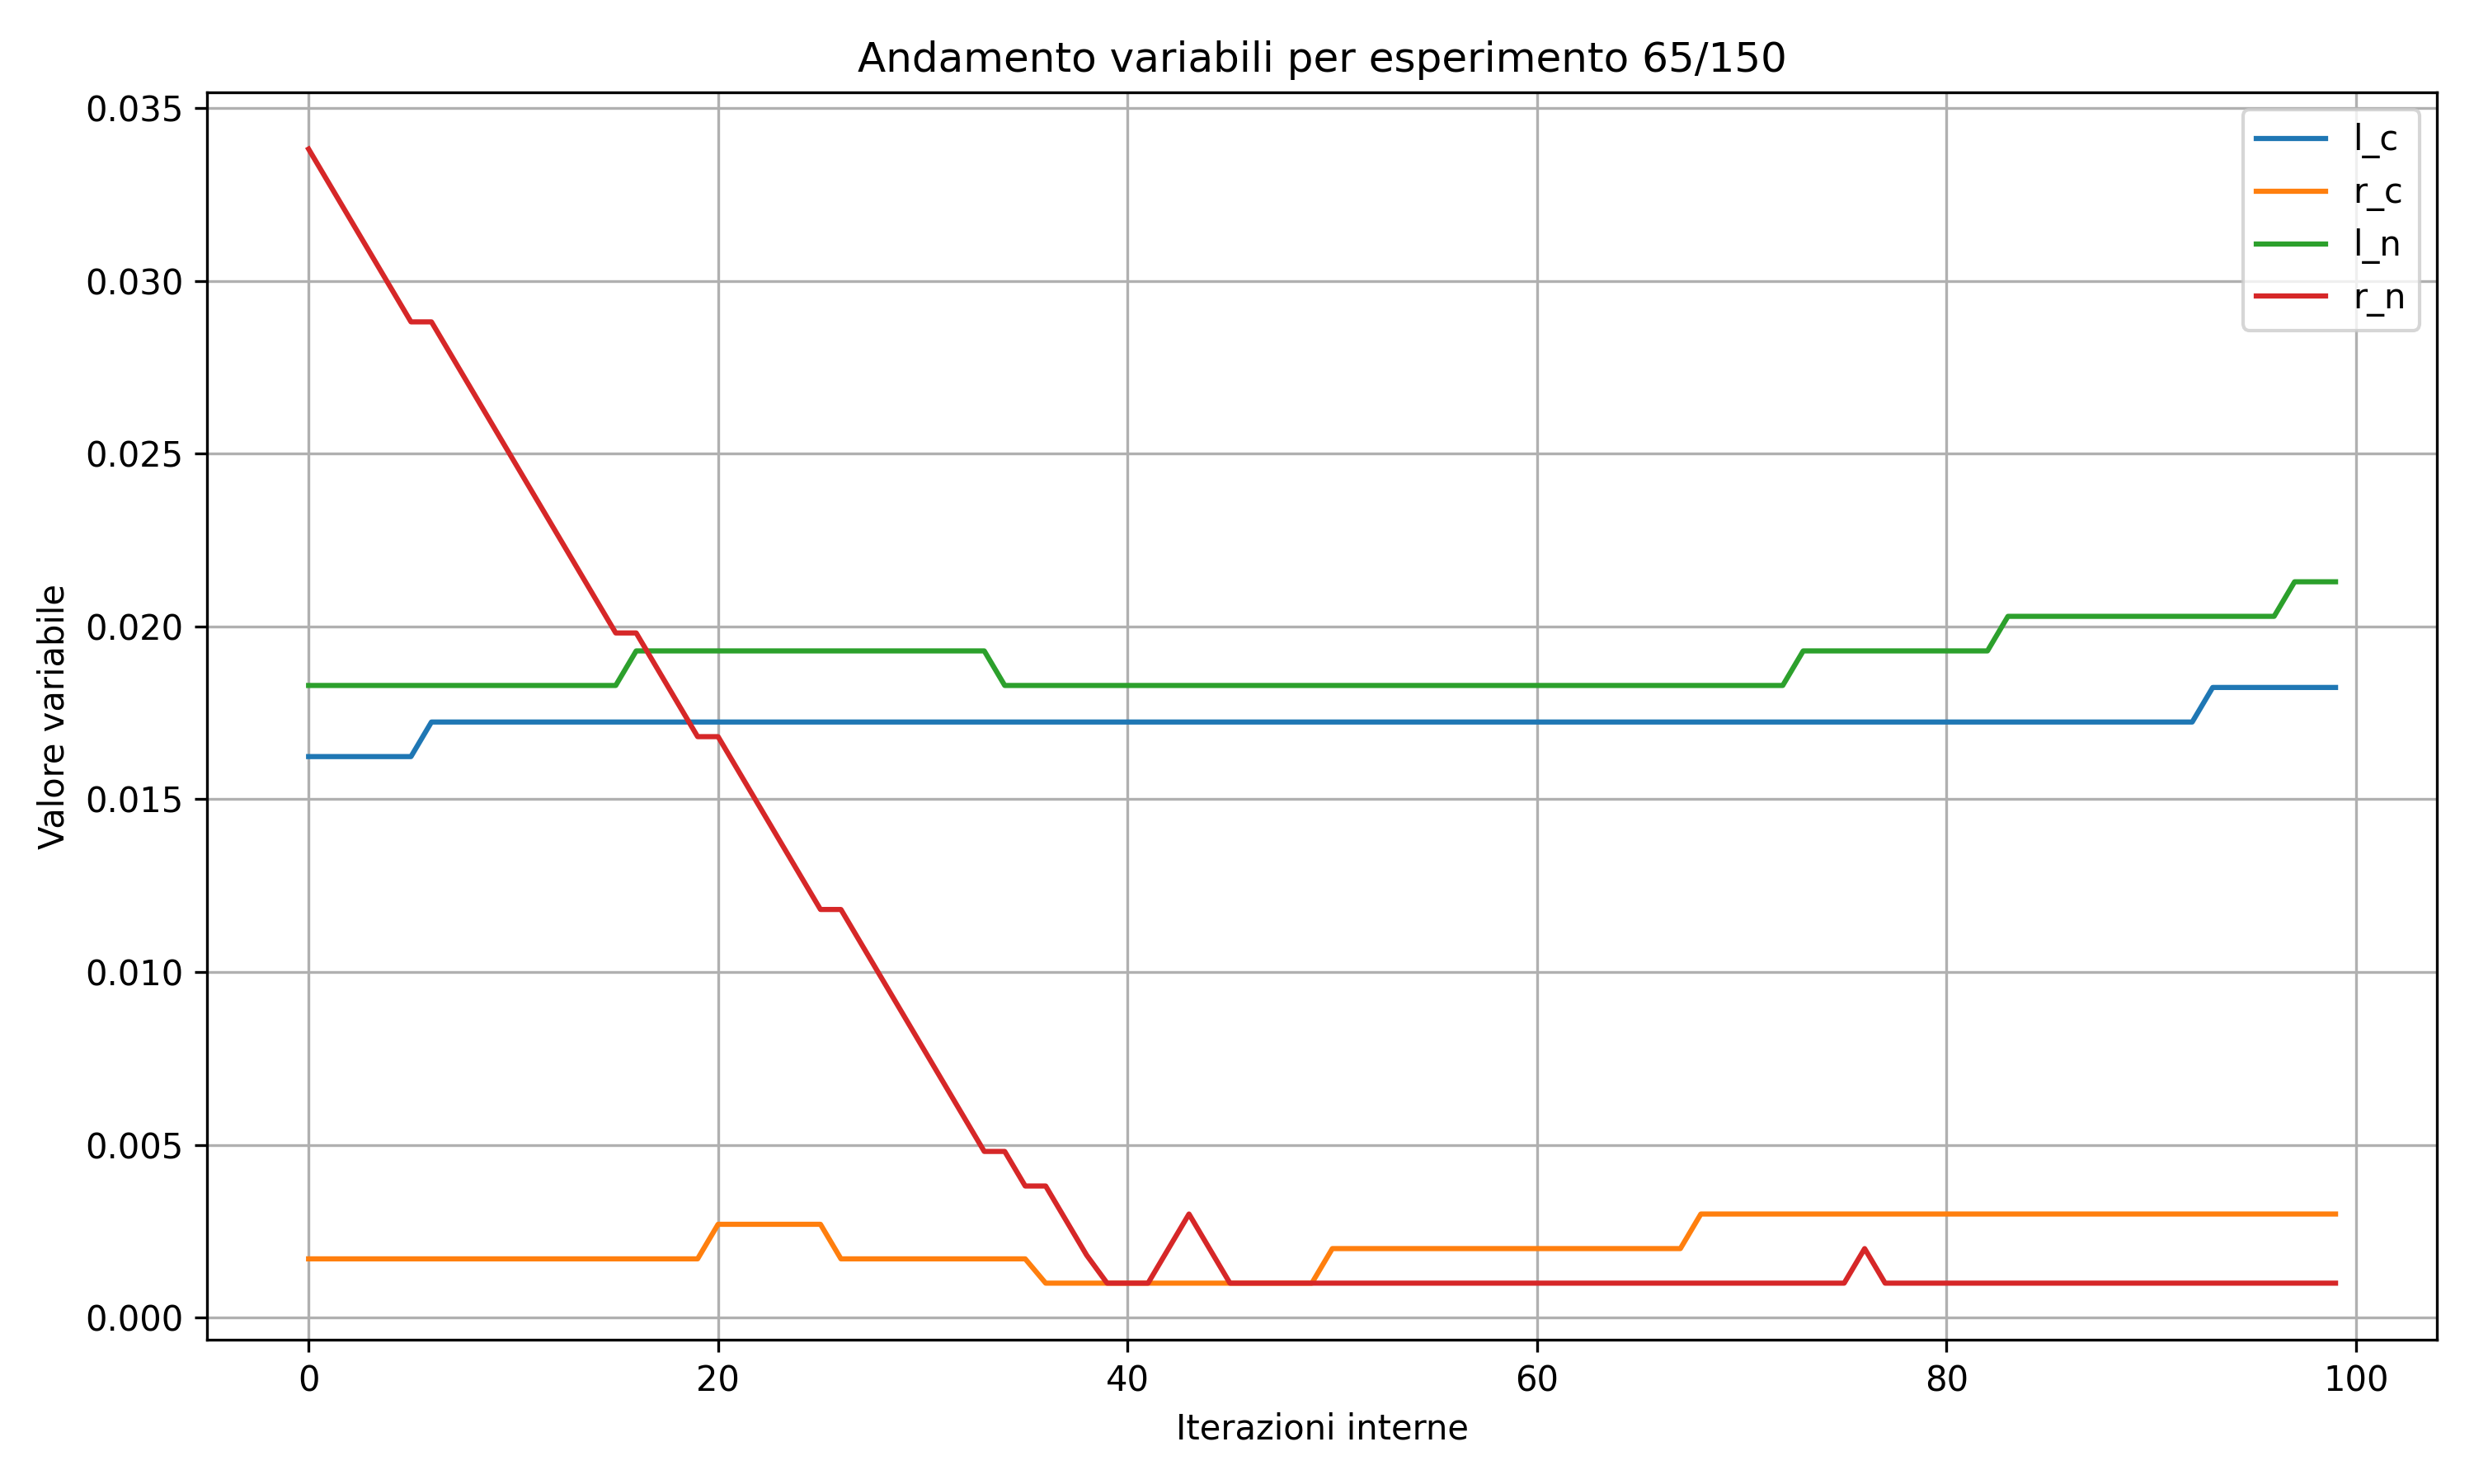 Andamento variabili per esperimento 65/150
l_c
r_c
l_n
r_n
Valore variabile
0.035
0.030
0.025
0.020
0.015
0.010
0.005
0.000
0
20
40
60
80
100
Iterazioni interne